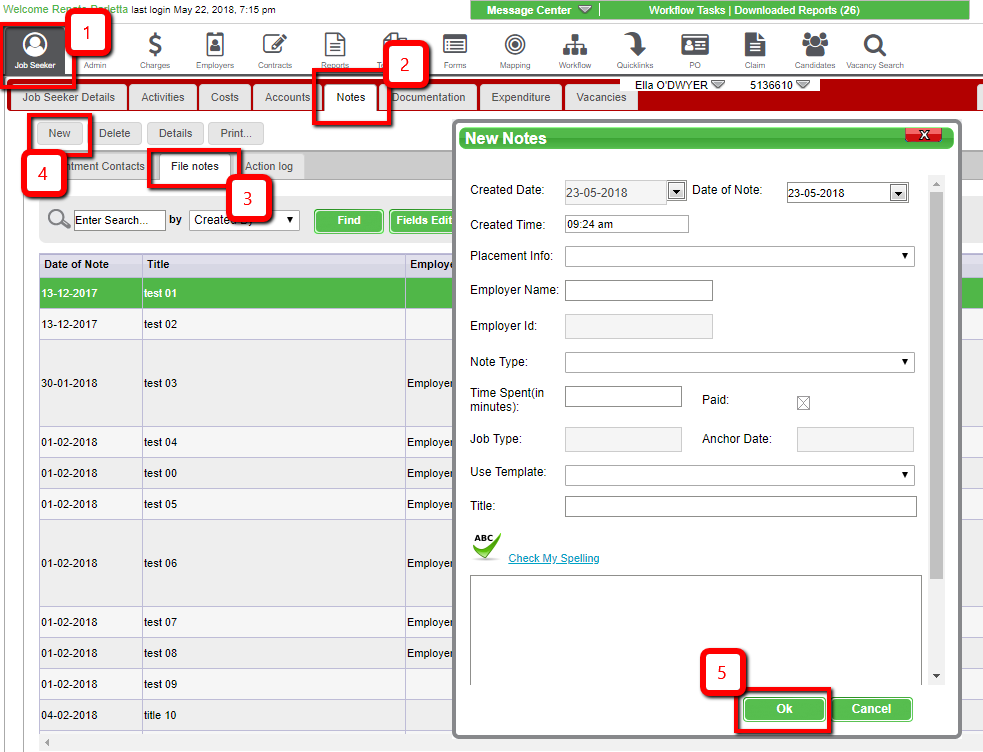 Welcome Re last login May 22, 2018, 7:15 pm
Message Center
Workflow Tasks | Downloaded Reports (26)
1
2
Job Seeker
Admin
Charges
Employers
Contracts
Reports
Forms
Mapping
Workflow
Quicklinks
PO
Claim
Candidates
Vacancy Search
Ella O'DWYER 5136610
Job Seeker Details
Activities
Costs
Accounts
Notes
Documentation
Expenditure
Vacancies
New
Delete
Details
Print...
4
ntment Contacts
File notes
Action log
3
Enter Search... by Created By
Find
Fields Edit
Date of Note Title Employe
13-12-2017 test 01
13-12-2017 test 02
30-01-2018 test 03 Employer
01-02-2018 test 04 Employer
01-02-2018 test 00 Employer
01-02-2018 test 05 Employer
01-02-2018 test 06 Employer
01-02-2018 test 07 Employer
01-02-2018 test 08 Employer
01-02-2018 test 09
04-02-2018 title 10
New Notes
X
Created Date: 23-05-2018 Date of Note: 23-05-2018
Created Time: 09:24 am
Placement Info:
Employer Name:
Employer Id:
Note Type:
Time Spent(in
minutes):
Paid:
Job Type:
Anchor Date:
Use Template:
Title:
ABC
Check My Spelling
5
Ok
Cancel